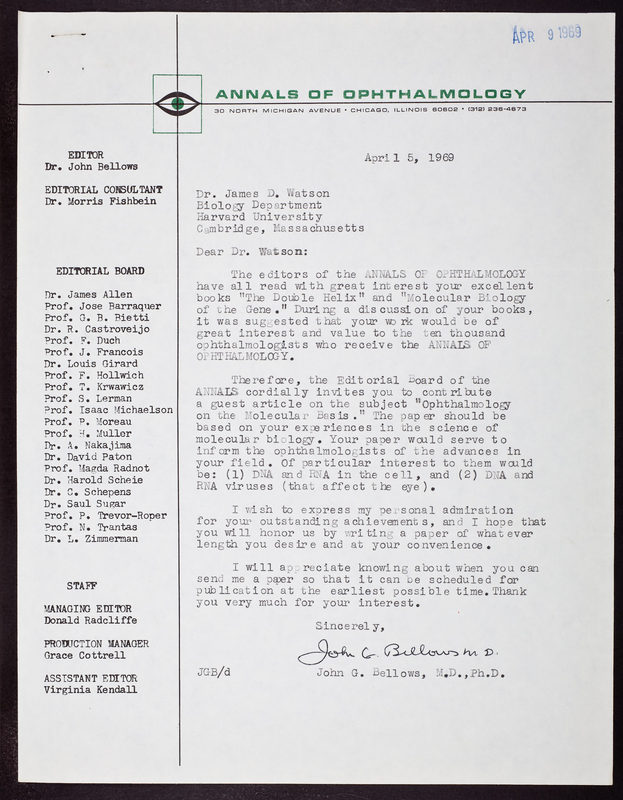 APR 9 1969
ANNALS OF OPHTHALMOLOGY
30 NORTH MICHIGAN AVENUE • CHICAGO, ILLINOIS 60602 • (312) 236-4673
EDITOR
Dr. John Bellows
EDITORIAL CONSULTANT
Dr. Morris Fishbein
EDITORIAL BOARD
Dr. James Allen
Prof. Jose Barraquer
Prof. G. B. Bietti
Dr. R. Castroveijo
Prof. F. Duch
Prof. J. Francois
Dr. Louis Girard
Prof. F. Hollwich
Prof. T. Krwawicz
Prof. S. Lerman
Prof. Isaac Michaelson
Prof. P. Moreau
Prof. H. Muller
Dr. A. Nakajima
Dr. David Paton
Prof. Magda Radnot
Dr. Harold Scheie
Dr. C. Schepens
Dr. Saul Sugar
Prof. P. Trevor-Roper
Prof. N. Trantas
Dr. L. Zimmerman
STAFF
MANAGING EDITOR
Donald Radcliffe
PRODUCTION MANAGER
Grace Cottrell
ASSISTANT EDITOR
Virginia Kendall
April 5, 1969
Dr. James D. Watson
Biology Department
Harvard University
Cambridge, Massachusetts
Dear Dr. Watson:
The editors of the ANNALS OF OPHTHALMOLOGY
have all read with great interest your excellent
books "The Double Helix" and "Molecular Biology
of the Gene." During a discussion of your books,
it was suggested that your work would be of
great interest and value to the ten thousand
ophthalmologists who receive the ANNALS OF
OPHTHALMOLOGY.
Therefore, the Editorial Board of the
ANNALS cordially invites you to contribute
a guest article on the subject "Ophthalmology
on the Molecular Basis." The paper should be
based on your experiences in the science of
molecular biology. Your paper would serve to
inform the ophthalmologists of the advances in
your field. Of particular interest to them would
be: (1) DNA and RNA in the cell, and (2) DNA and
RNA viruses (that affect the eye).
I wish to express my personal admiration
for your outstanding achievements, and I hope that
you will honor us by writing a paper of whatever
length you desire and at your convenience.
I will appreciate knowing about when you can
send me a paper so that it can be scheduled for
publication at the earliest possible time. Thank
you very much for your interest.
Sincerely,
John G. Bellows M.D.
JGB/d
John G. Bellows, M.D.,Ph.D.